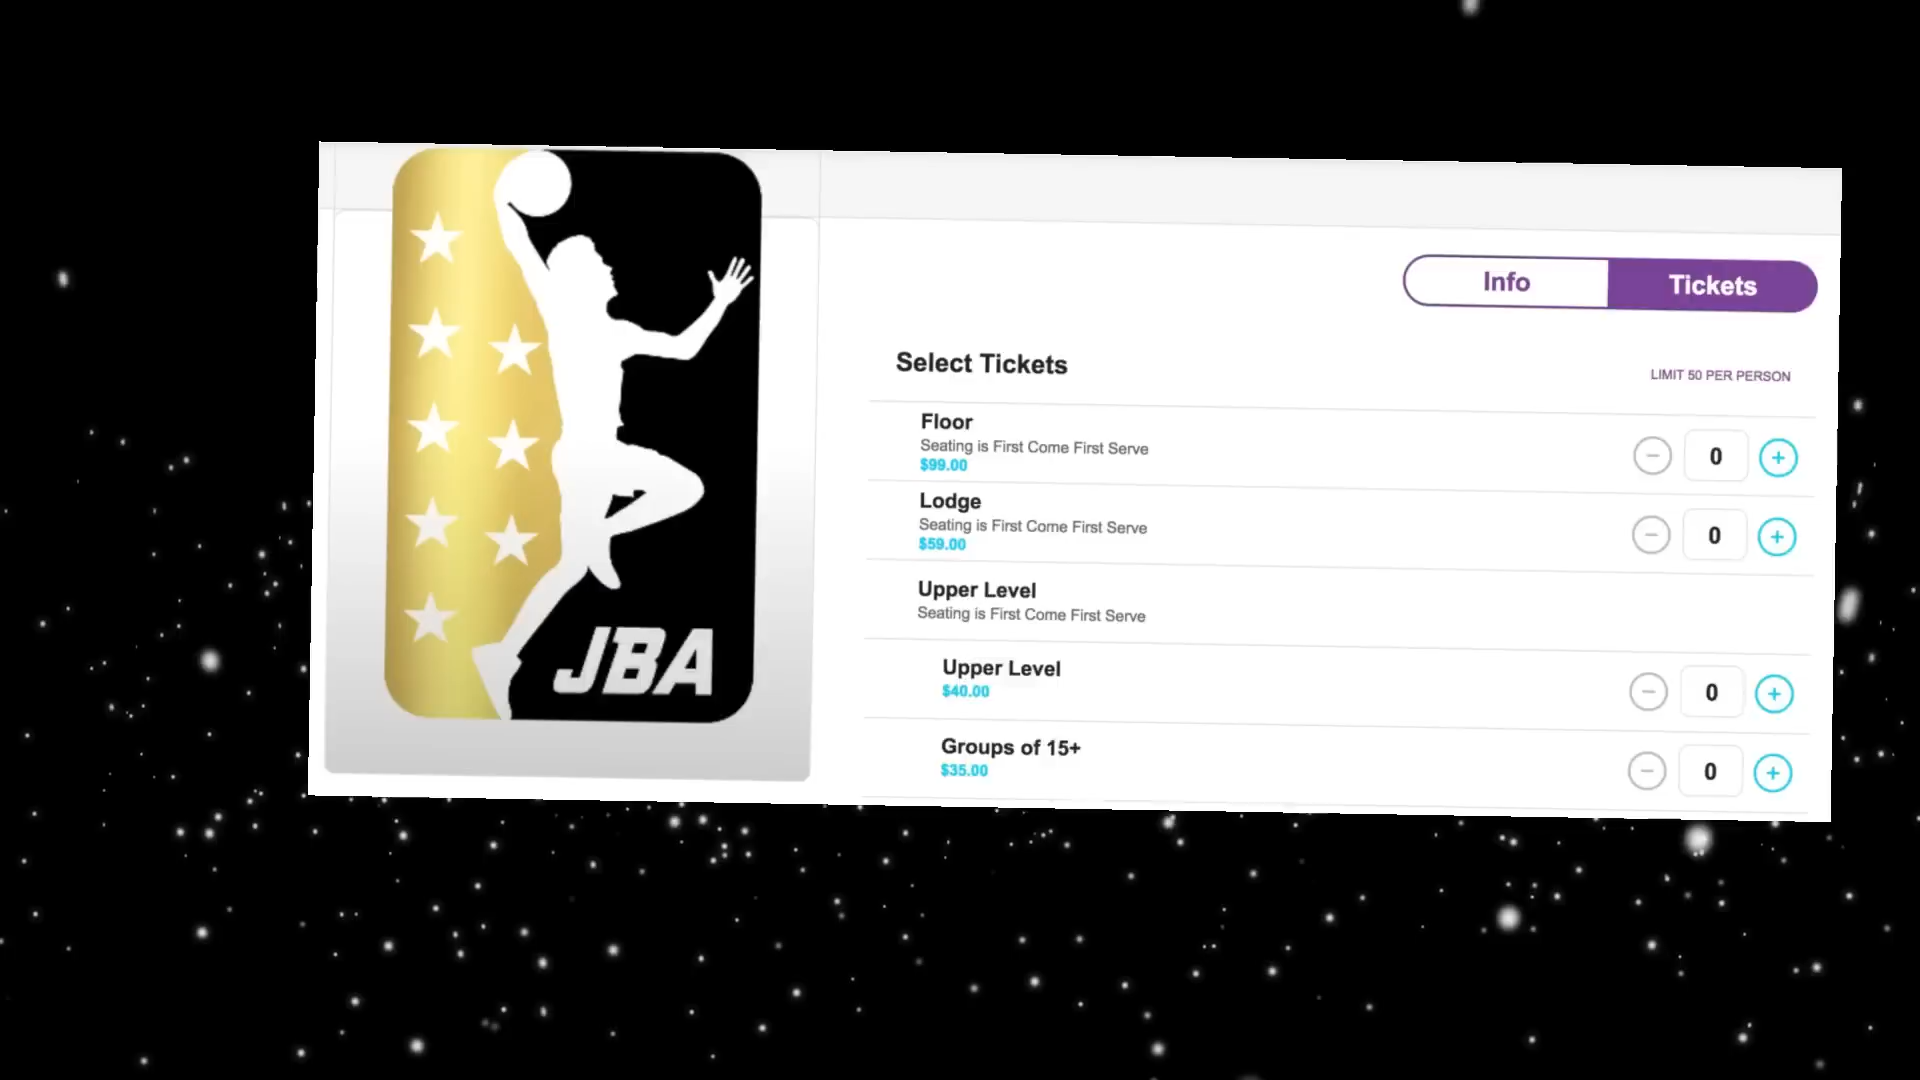 JBA
Info
Tickets
Select Tickets
LIMIT 50 PER PERSON
Floor
Seating is First Come First Serve
$99.00
0
Lodge
Seating is First Come First Serve
$59.00
0
Upper Level
Seating is First Come First Serve
Upper Level
$40.00
0
Groups of 15+
$35.00
0